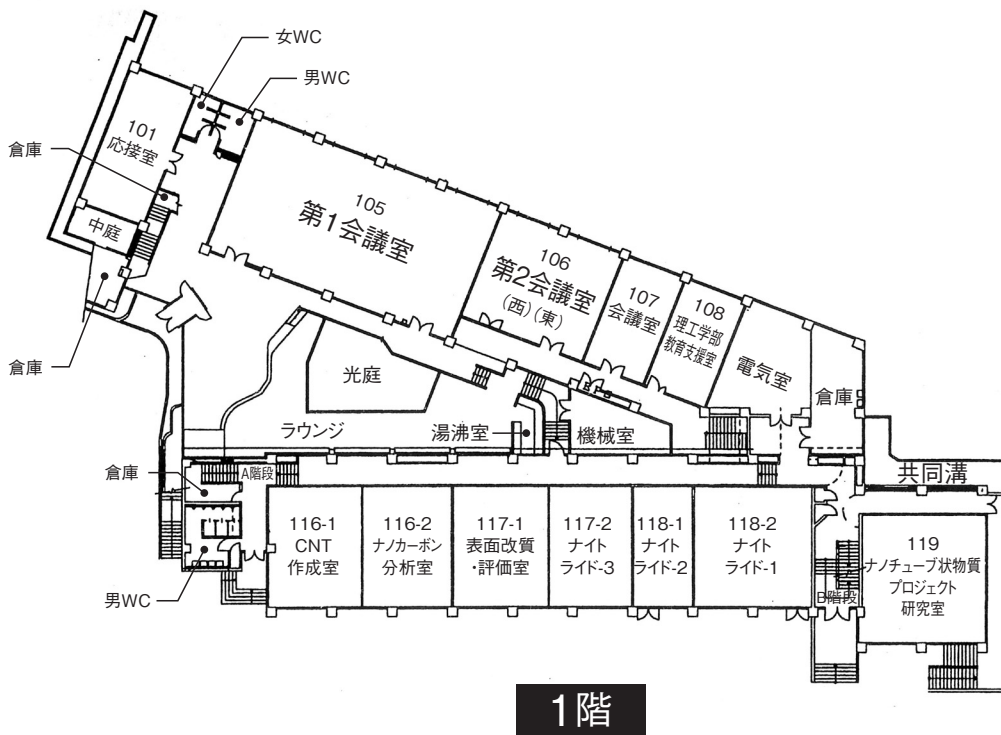 女WC
男WC
101
応接室
倉庫
中庭
倉庫
105
第1会議室
106
第2会議室
(西)(東)
107
会議室
108
理工学部
教育支援室
電気室
倉庫
光庭
ラウンジ
湯沸室
機械室
共同溝
倉庫
A階段
男WC
116-1
CNT
作成室
116-2
ナノカーボン
分析室
117-1
表面改質
・評価室
117-2
ナイト
ライド-3
118-1
ナイト
ライド-2
118-2
ナイト
ライド-1
B階段
119
ナノチューブ状物質
プロジェクト
研究室
1階